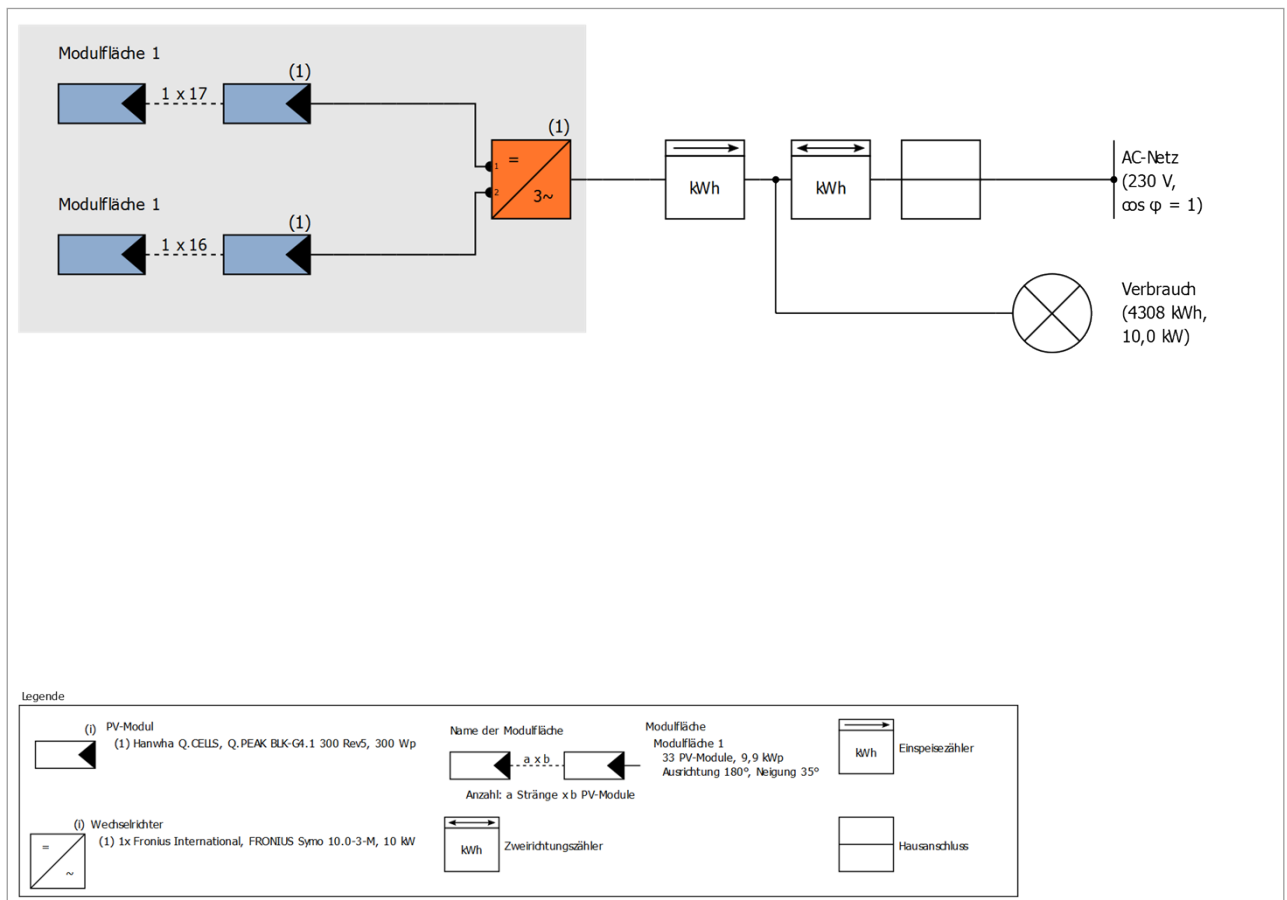 Modulfläche 1
(1)
1 x 17
(1)
1
=
2
3~
Modulfläche 1
(1)
1 x 16
kWh
kWh
AC-Netz
(230 V,
cos φ = 1)
Verbrauch
(4308 kWh,
10,0 kW)
Legende
(i) PV-Modul
(1) Hanwha Q.CELLS, Q.PEAK BLK-G4.1 300 Rev5, 300 Wp
Name der Modulfläche
a x b
Anzahl: a Stränge x b PV-Module
Modulfläche
Modulfläche 1
33 PV-Module, 9,9 kWp
Ausrichtung 180°, Neigung 35°
kWh
Einspeisezähler
(i) Wechselrichter
(1) 1x Fronius International, FRONIUS Symo 10.0-3-M, 10 kW
=
~
kWh
Zweirichtungszähler
Hausanschluss